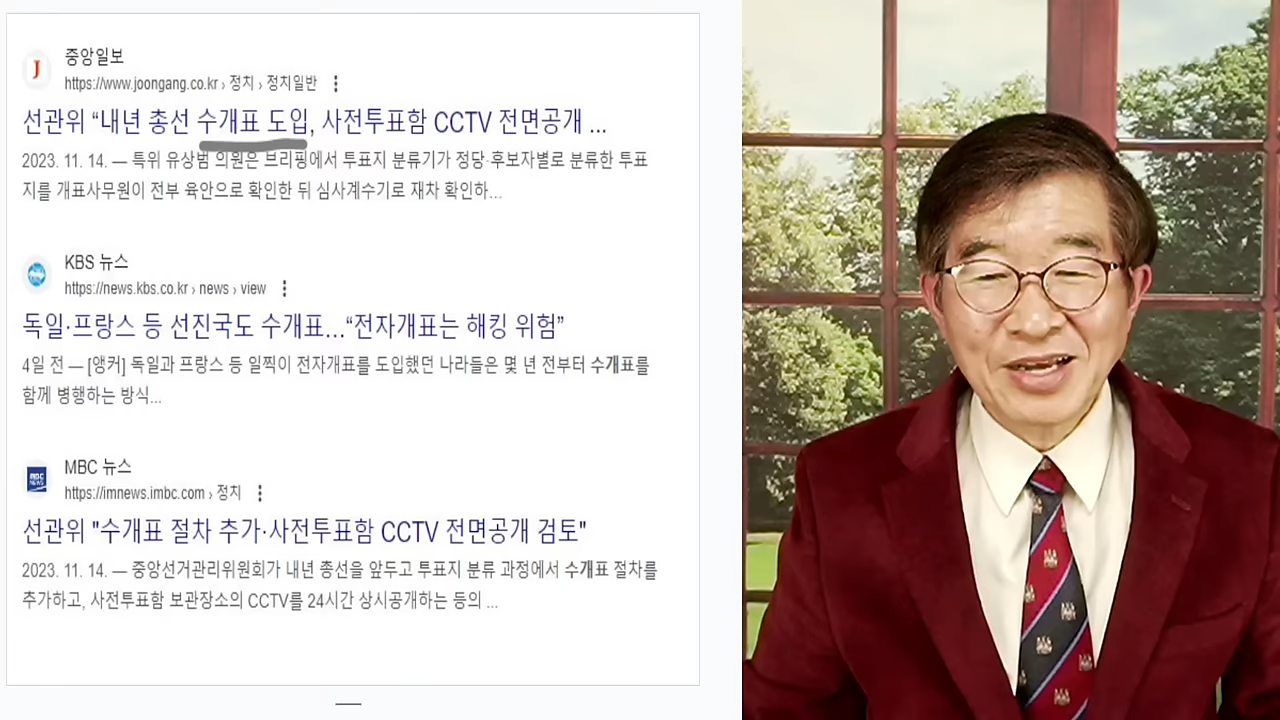 J
중앙일보
https://www.joongang.co.kr › 정치 › 정치일반
선관위 “내년 총선 수개표 도입, 사전투표함 CCTV 전면공개 ...
2023. 11. 14. — 특위 유상범 의원은 브리핑에서 투표지 분류기가 정당·후보자별로 분류한 투표
지를 개표사무원이 전부 육안으로 확인한 뒤 심사계수기로 재차 확인하...
KBS 뉴스
https://news.kbs.co.kr › news › view
독일·프랑스 등 선진국도 수개표...“전자개표는 해킹 위험”
4일 전 — [앵커] 독일과 프랑스 등 일찍이 전자개표를 도입했던 나라들은 몇 년 전부터 수개표를
함께 병행하는 방식...
MBC NEWS
MBC 뉴스
https://imnews.imbc.com › 정치
선관위 "수개표 절차 추가·사전투표함 CCTV 전면공개 검토"
2023. 11. 14. — 중앙선거관리위원회가 내년 총선을 앞두고 투표지 분류 과정에서 수개표 절차를
추가하고, 사전투표함 보관장소의 CCTV를 24시간 상시공개하는 등의 ...